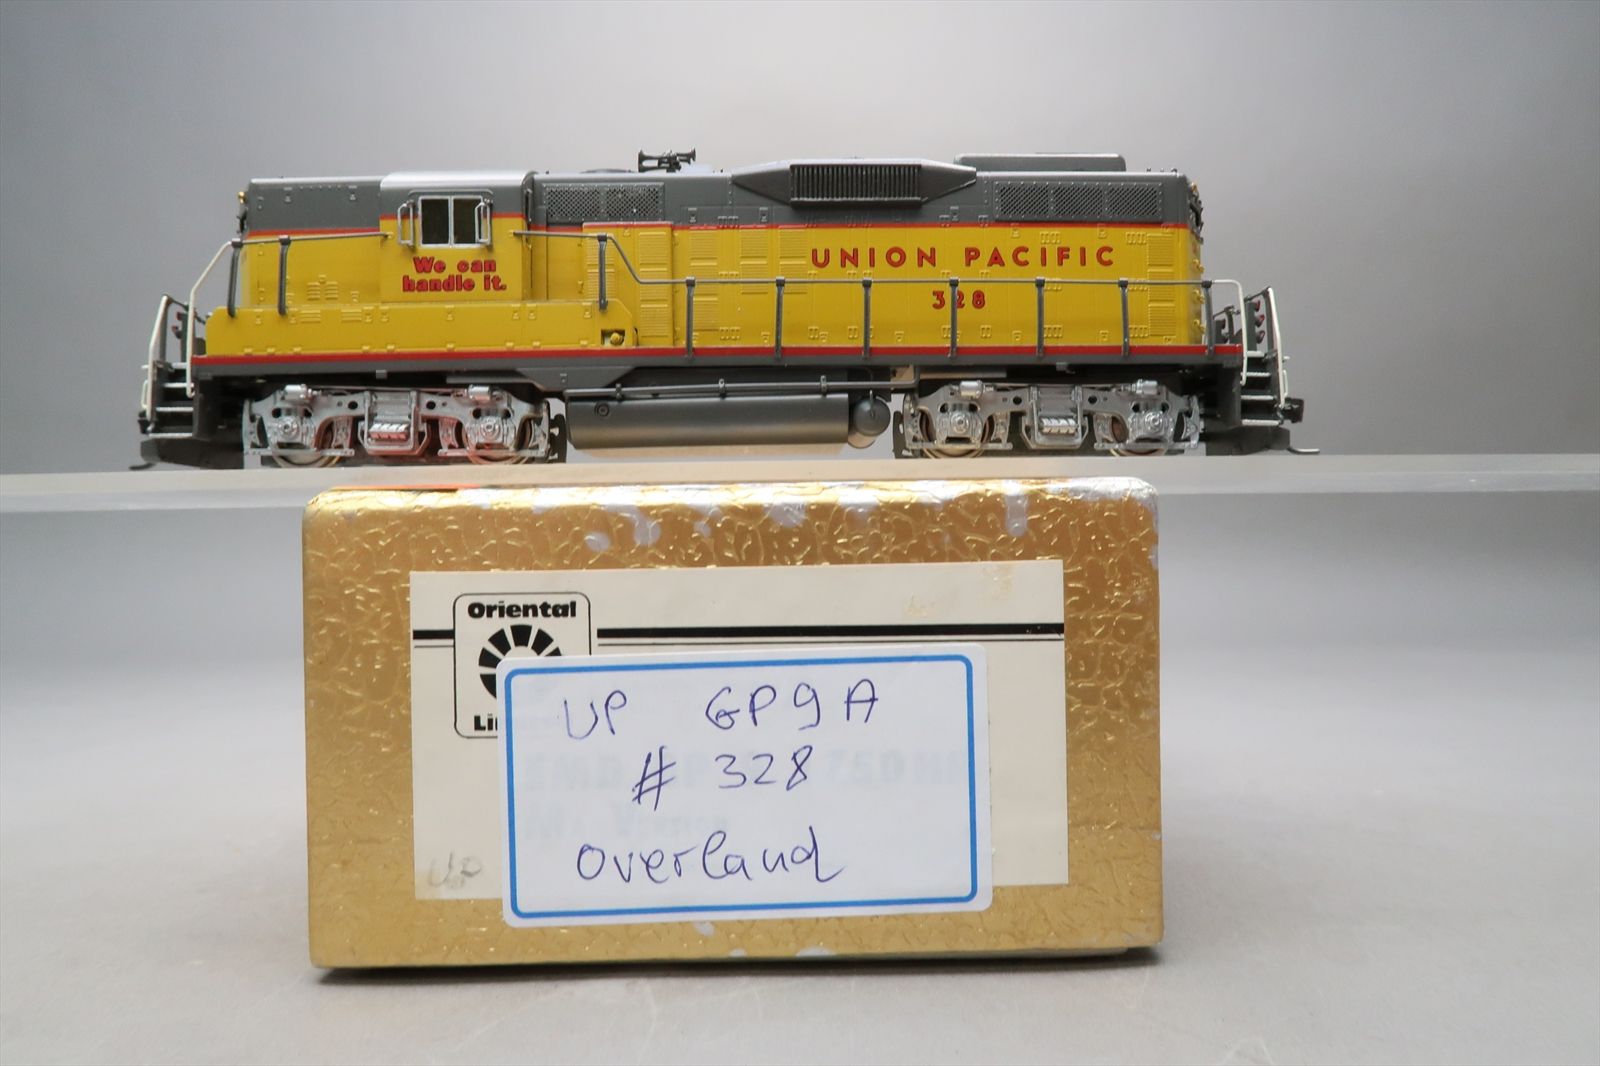 We can
handle it.
UNION PACIFIC
328
Oriental
UP GP9A
# 328
Overland
UP